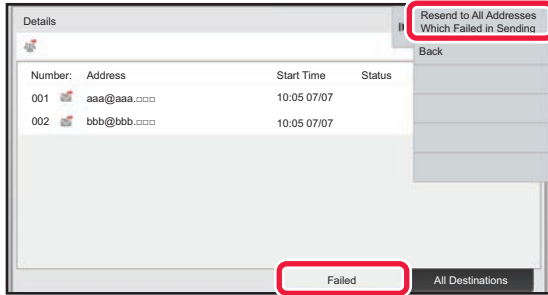 Details
Resend to All Addresses
Which Failed in Sending
Back
Number: Address Start Time Status
001 aaa@aaa.□□□ 10:05 07/07
002 bbb@bbb.□□□ 10:05 07/07
Failed All Destinations